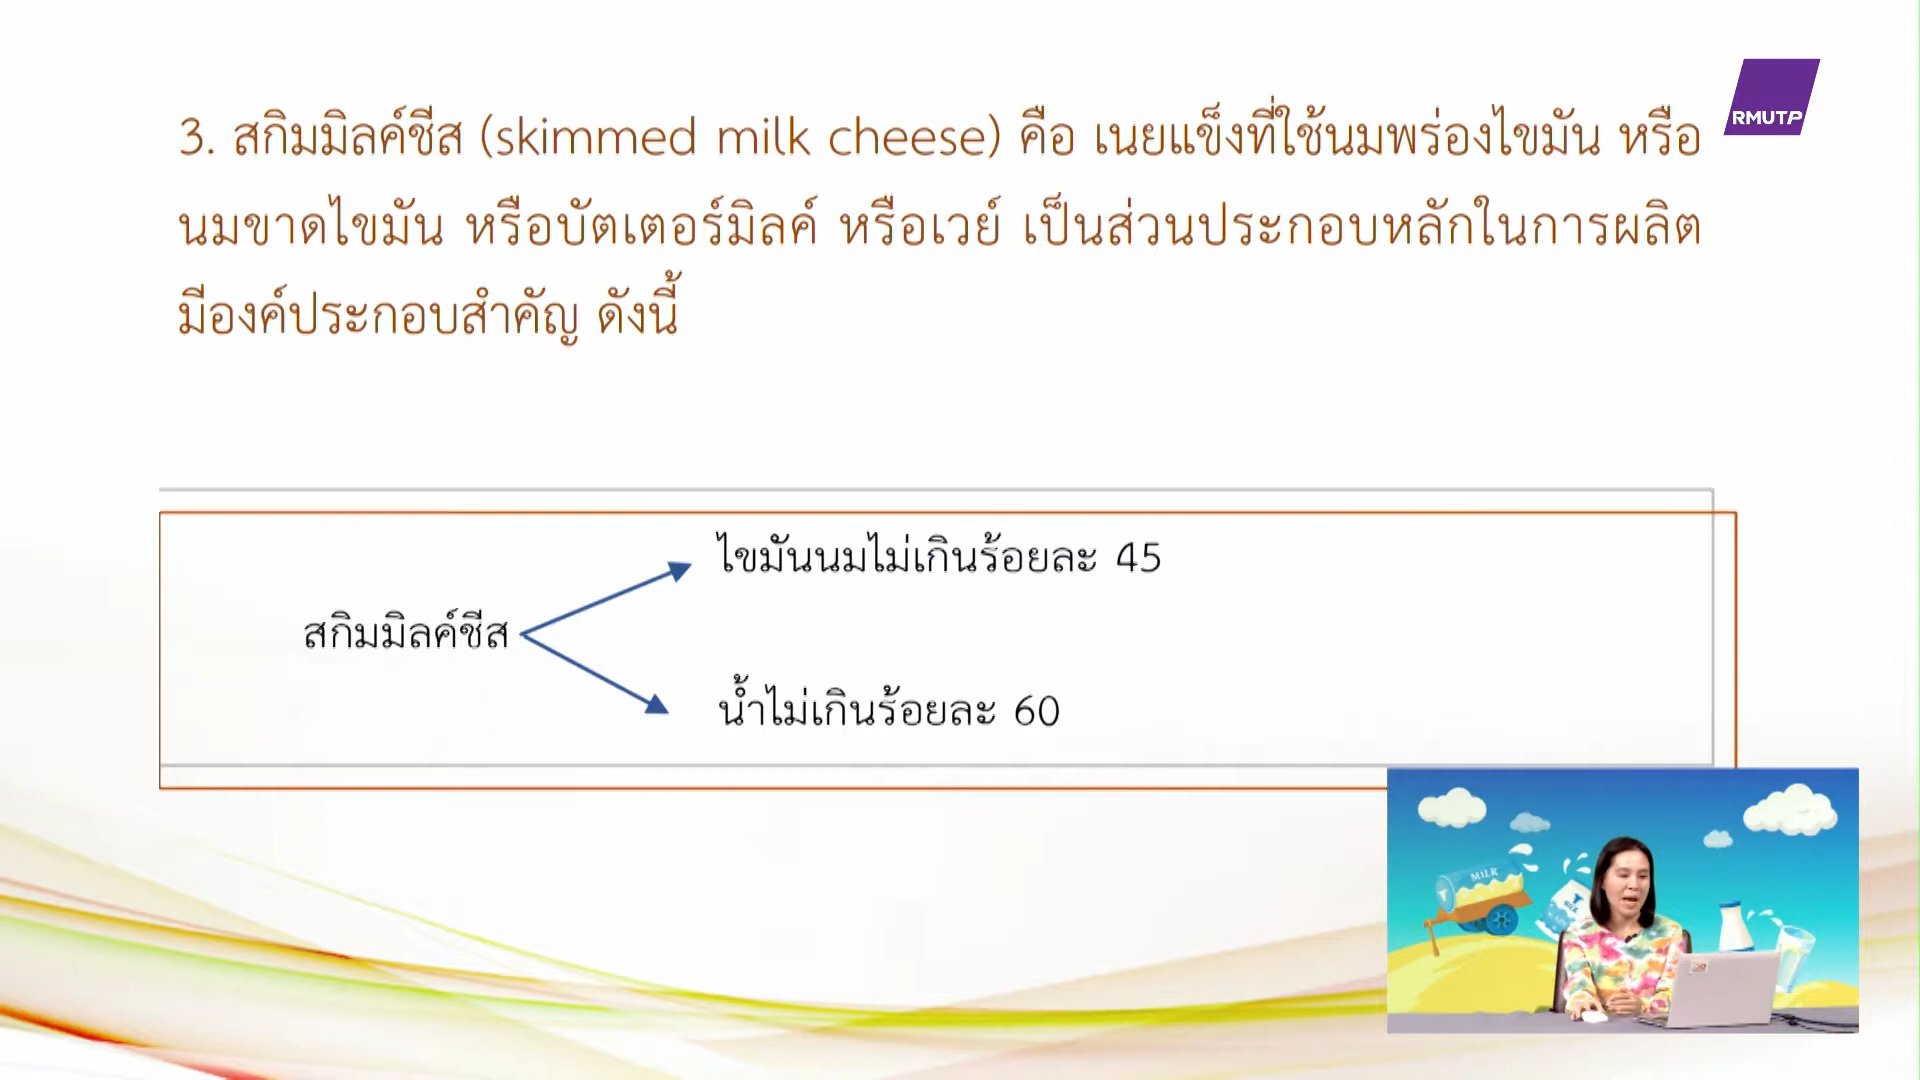 RMUTP
3. สกิมมิลค์ชีส (skimmed milk cheese) คือ เนยแข็งที่ใช้นมพร่องไขมัน หรือ
นมขาดไขมัน หรือบัตเตอร์มิลค์ หรือเวย์ เป็นส่วนประกอบหลักในการผลิต
มีองค์ประกอบสำคัญ ดังนี้
ไขมันนมไม่เกินร้อยละ 45
สกิมมิลค์ชีส
น้ำไม่เกินร้อยละ 60
MILK